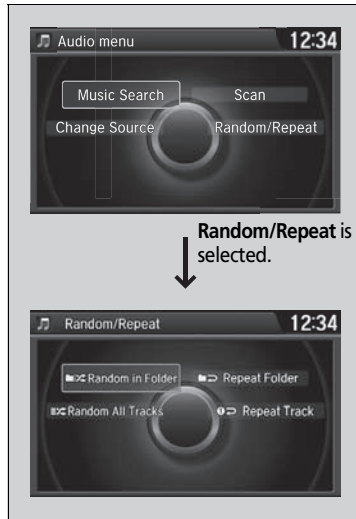 Audio menu 12:34
Music Search Scan
Change Source Random/Repeat
Random/Repeat is
selected.
Random/Repeat 12:34
Random in Folder Repeat Folder
Random All Tracks Repeat Track